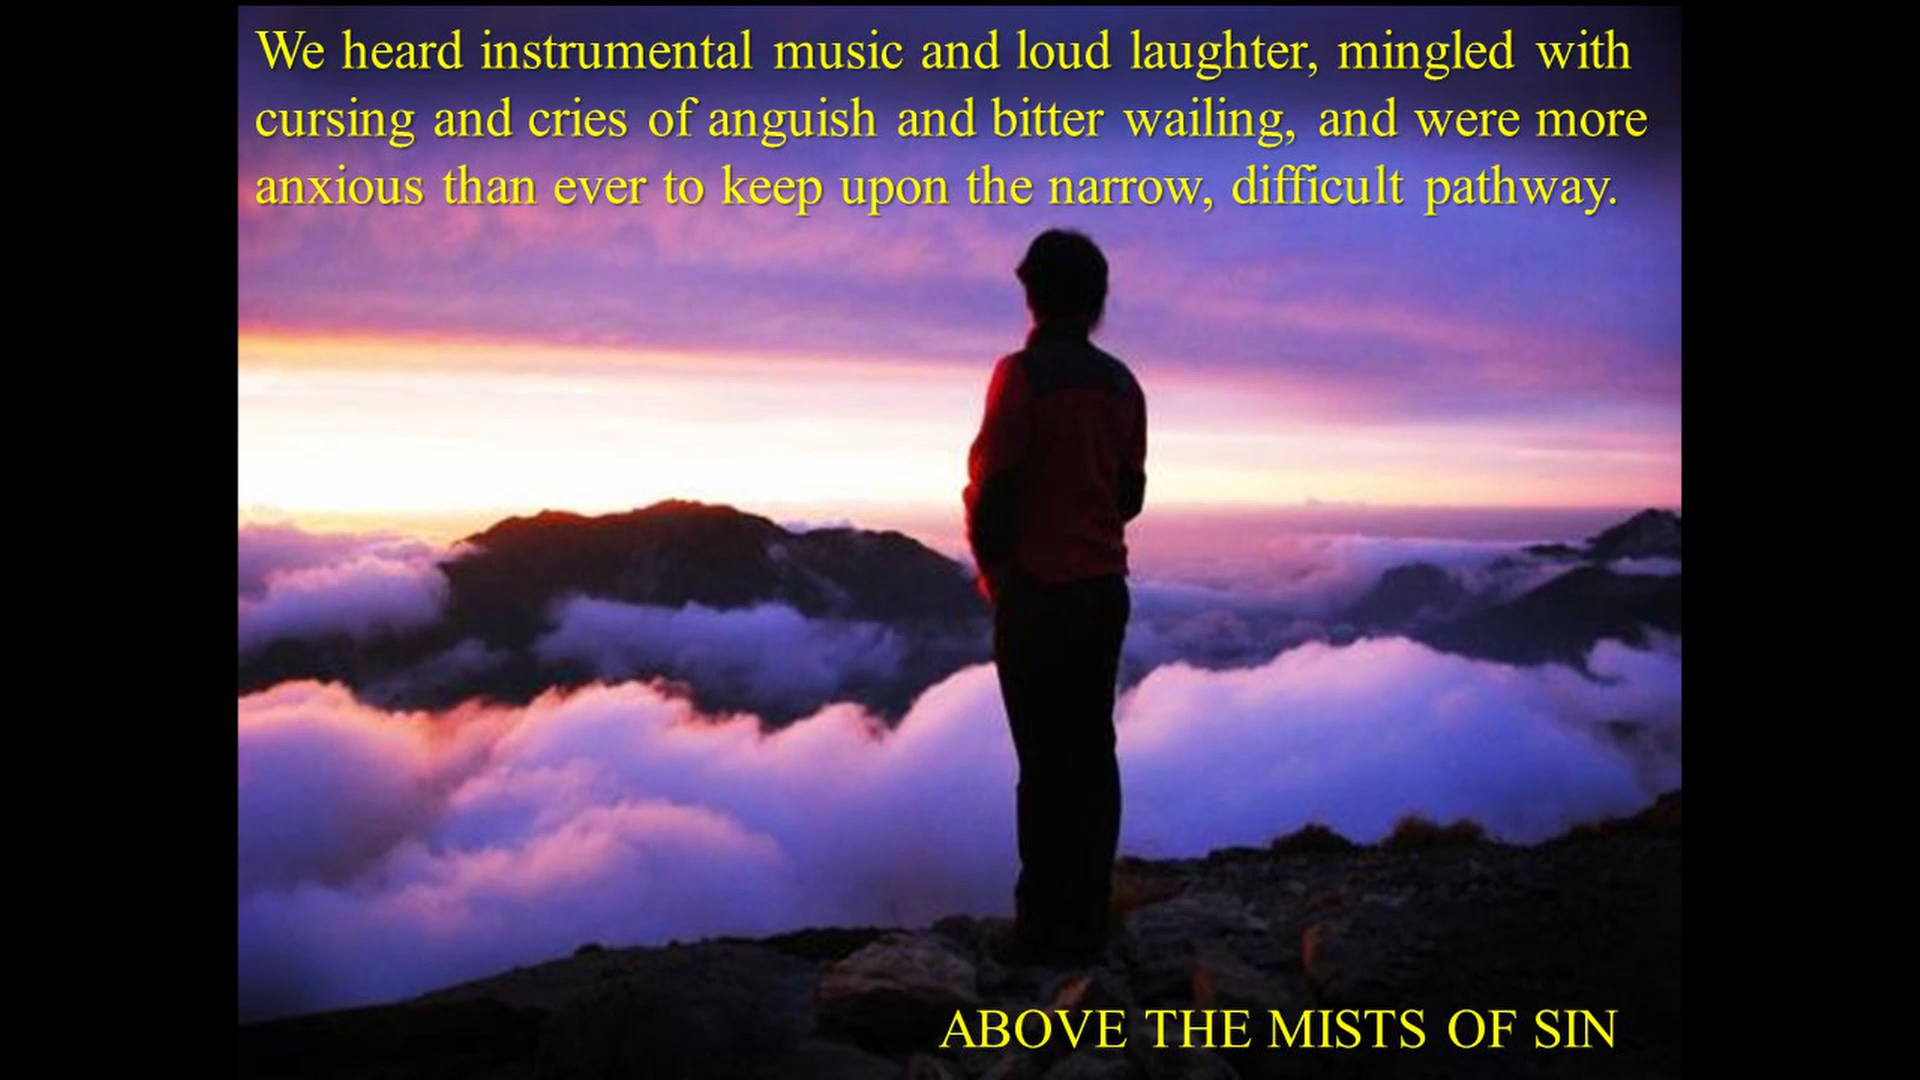 We heard instrumental music and loud laughter, mingled with
cursing and cries of anguish and bitter wailing, and were more
anxious than ever to keep upon the narrow, difficult pathway.
ABOVE THE MISTS OF SIN